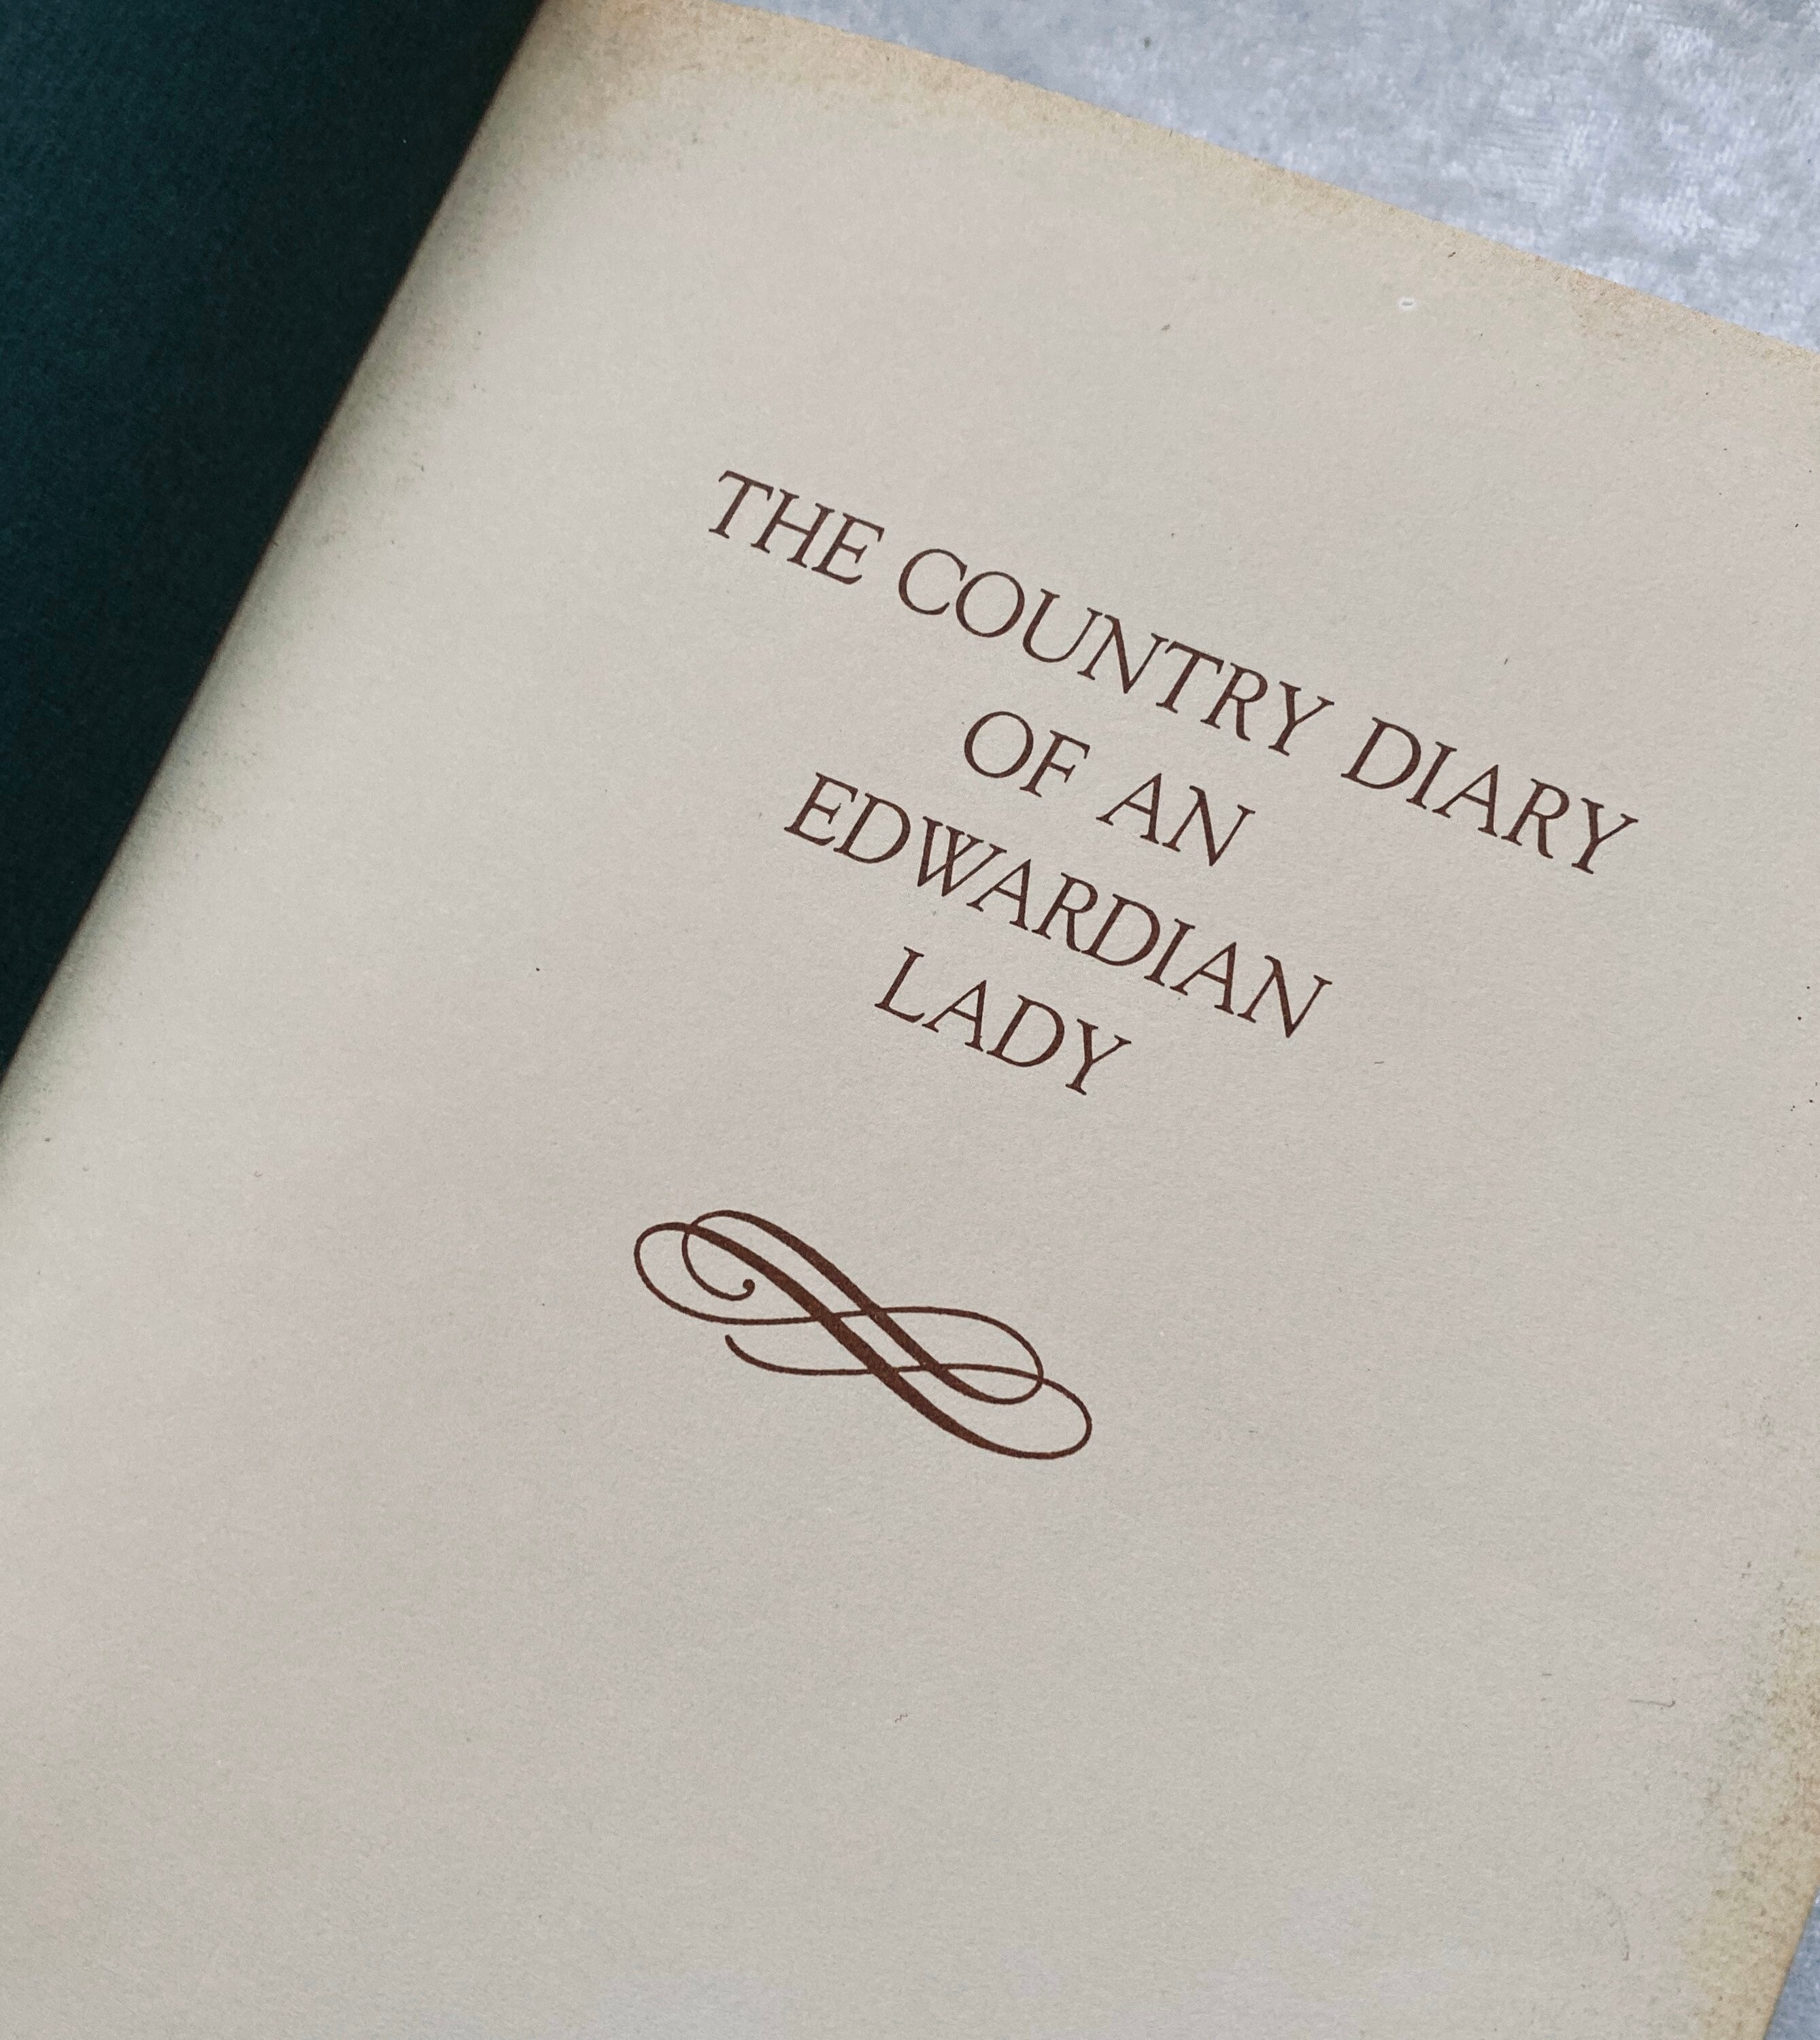 THE COUNTRY DIARY
OF AN
EDWARDIAN
LADY